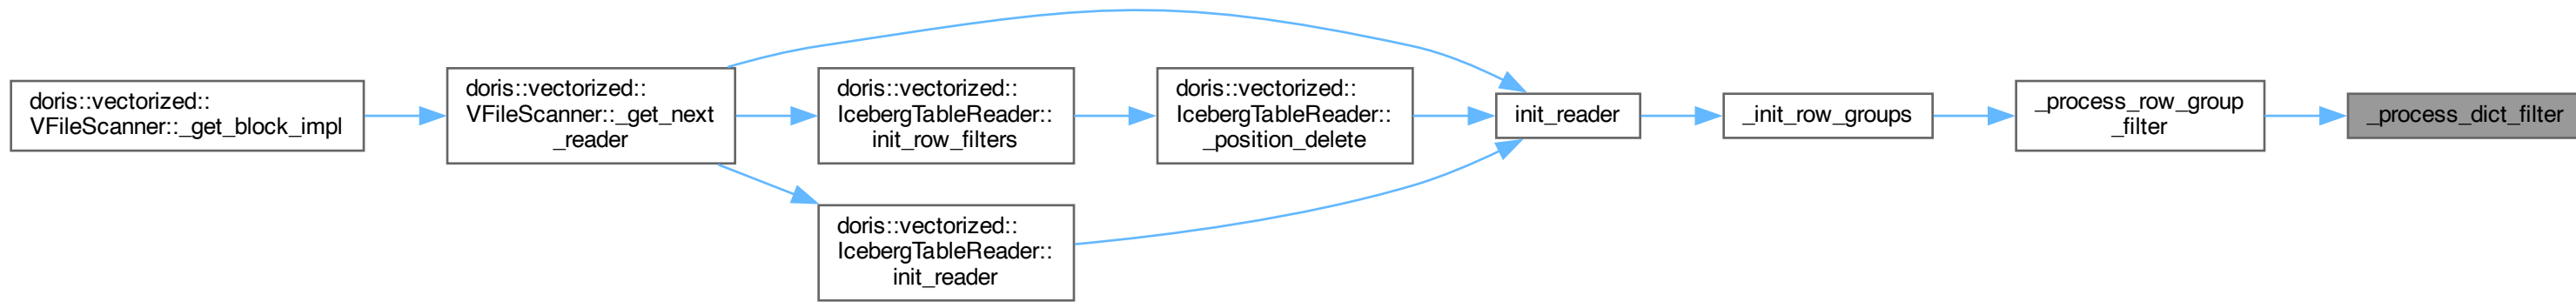 doris::vectorized::
VFileScanner::_get_block_impl
doris::vectorized::
VFileScanner::_get_next
_reader
doris::vectorized::
IcebergTableReader::
init_row_filters
doris::vectorized::
IcebergTableReader::
_position_delete
doris::vectorized::
IcebergTableReader::
init_reader
init_reader
_init_row_groups
_process_row_group
_filter
_process_dict_filter